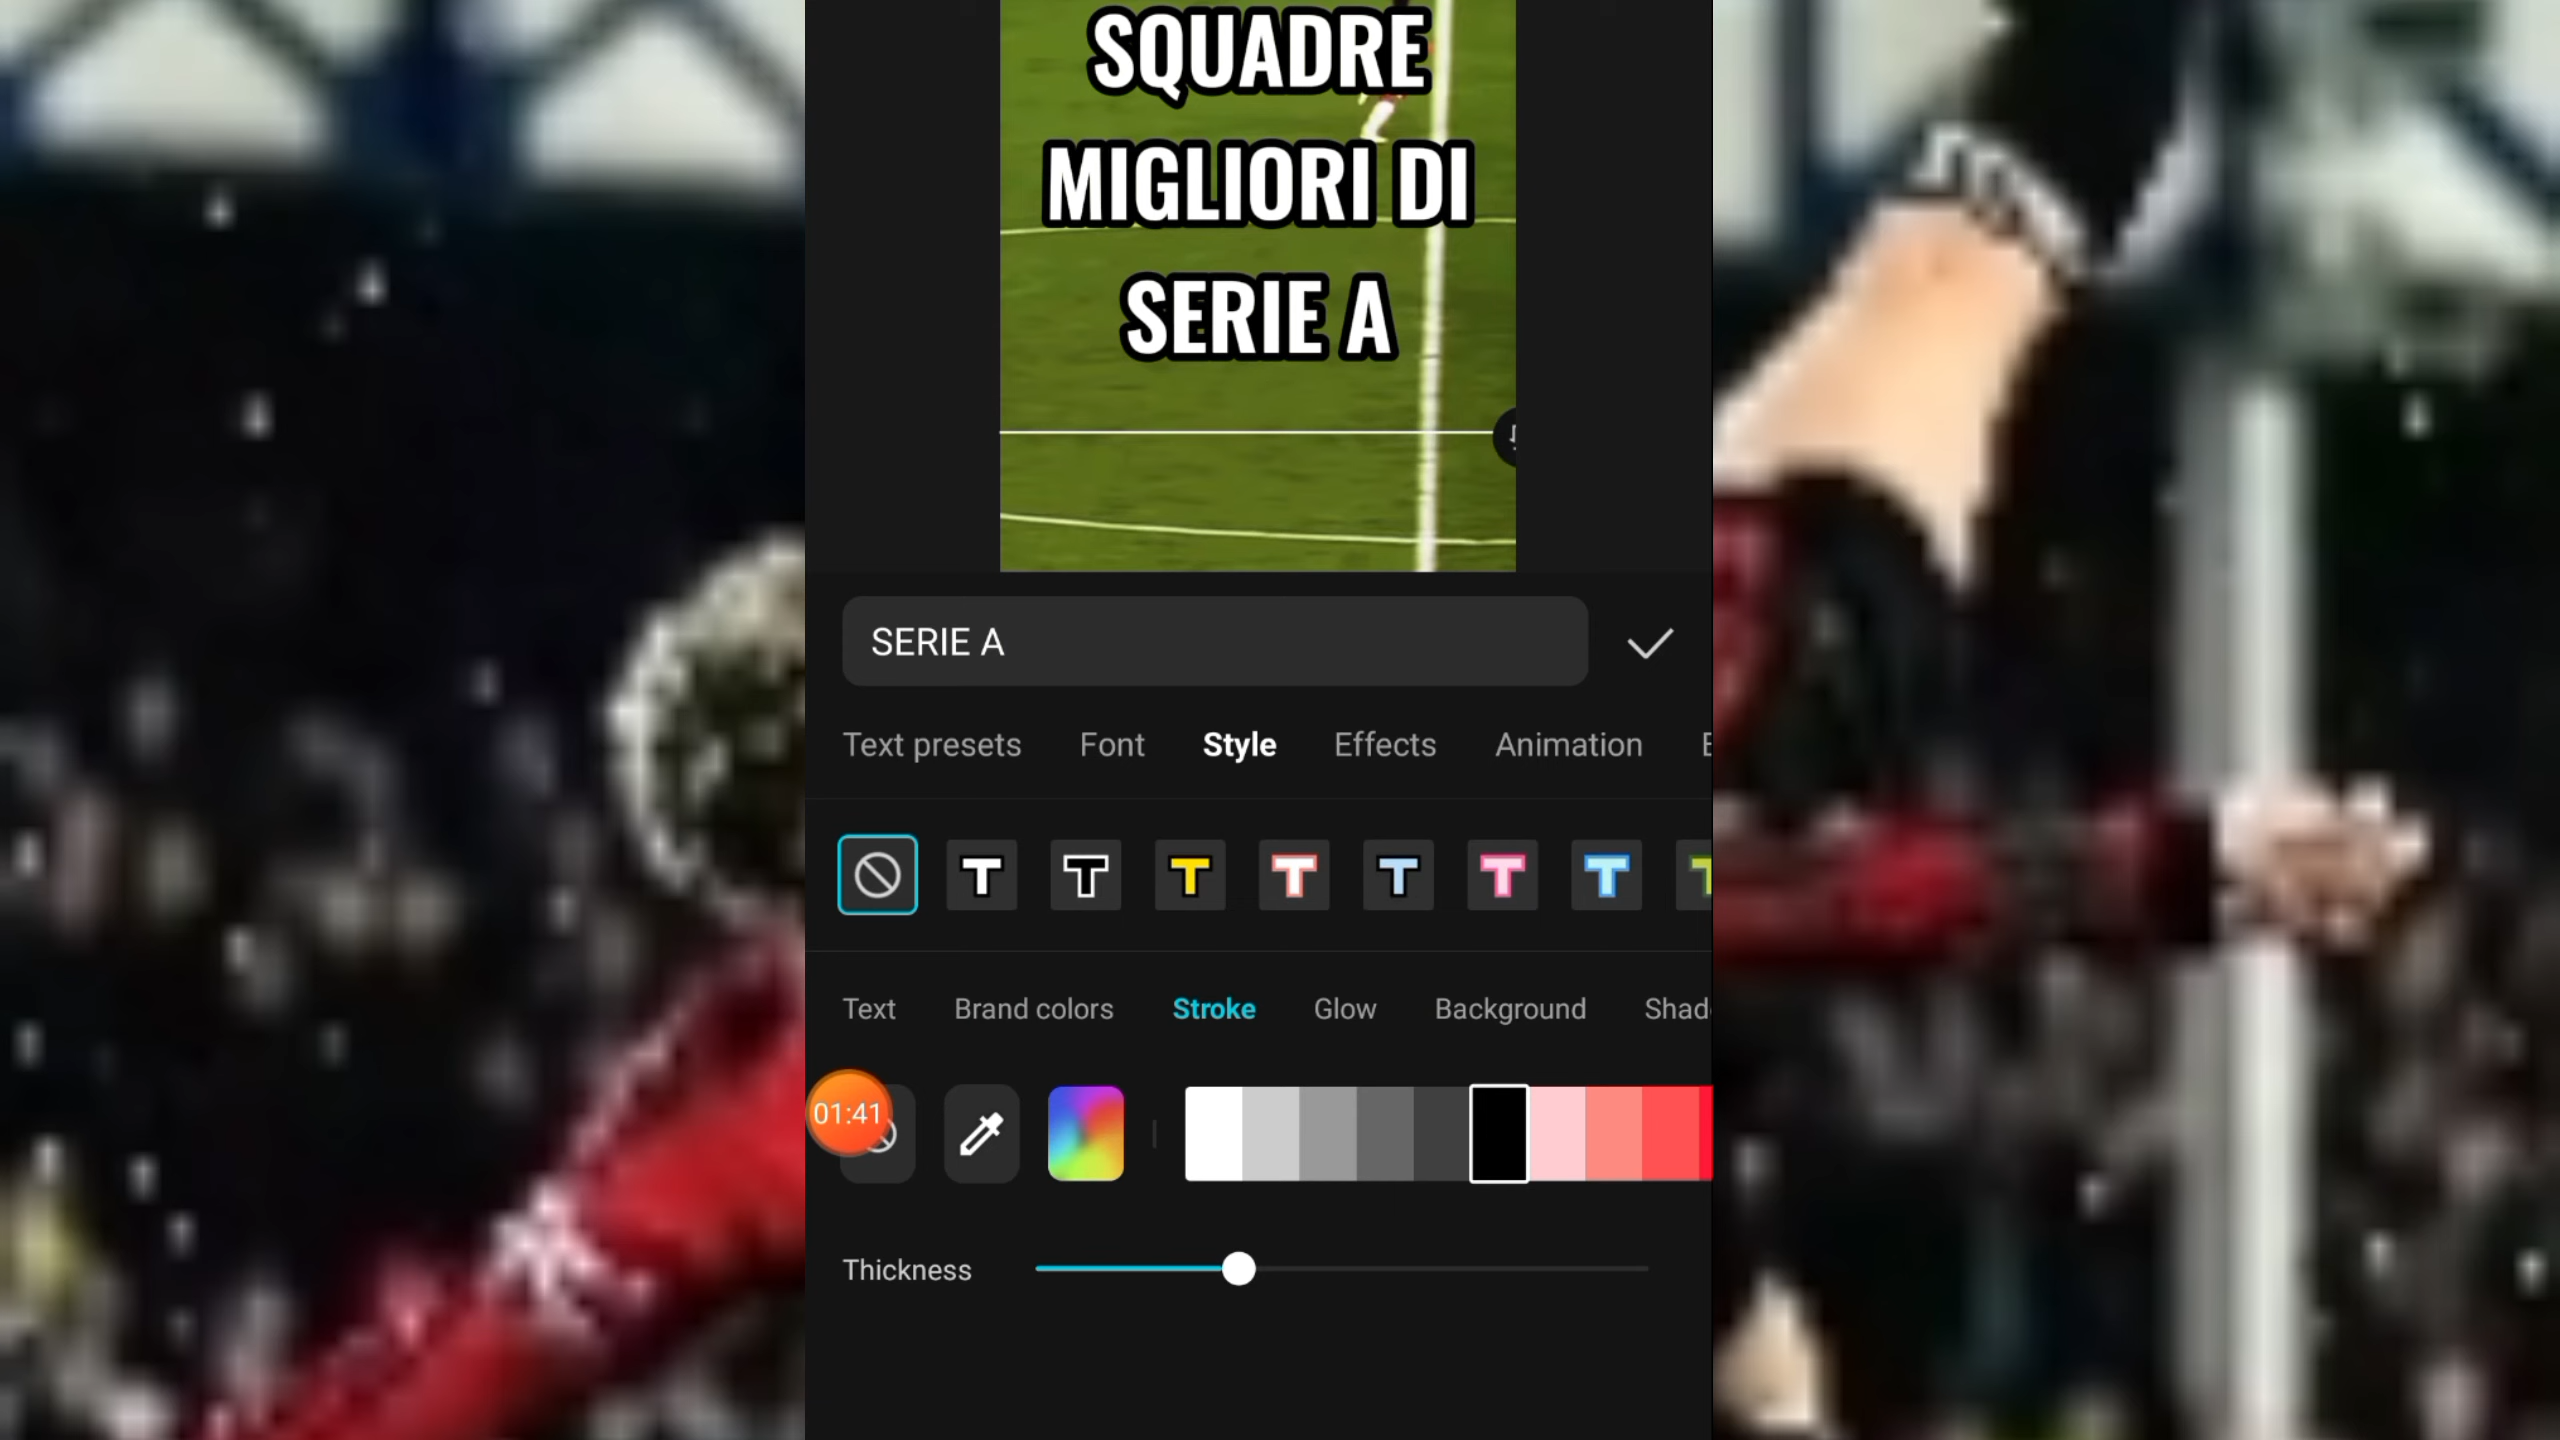 SQUADRE
MIGLIORI DI
SERIE A
SERIE A
Text presets Font Style Effects Animation
T T T T T T T T
Text Brand colors Stroke Glow Background Shad
01:41
Thickness